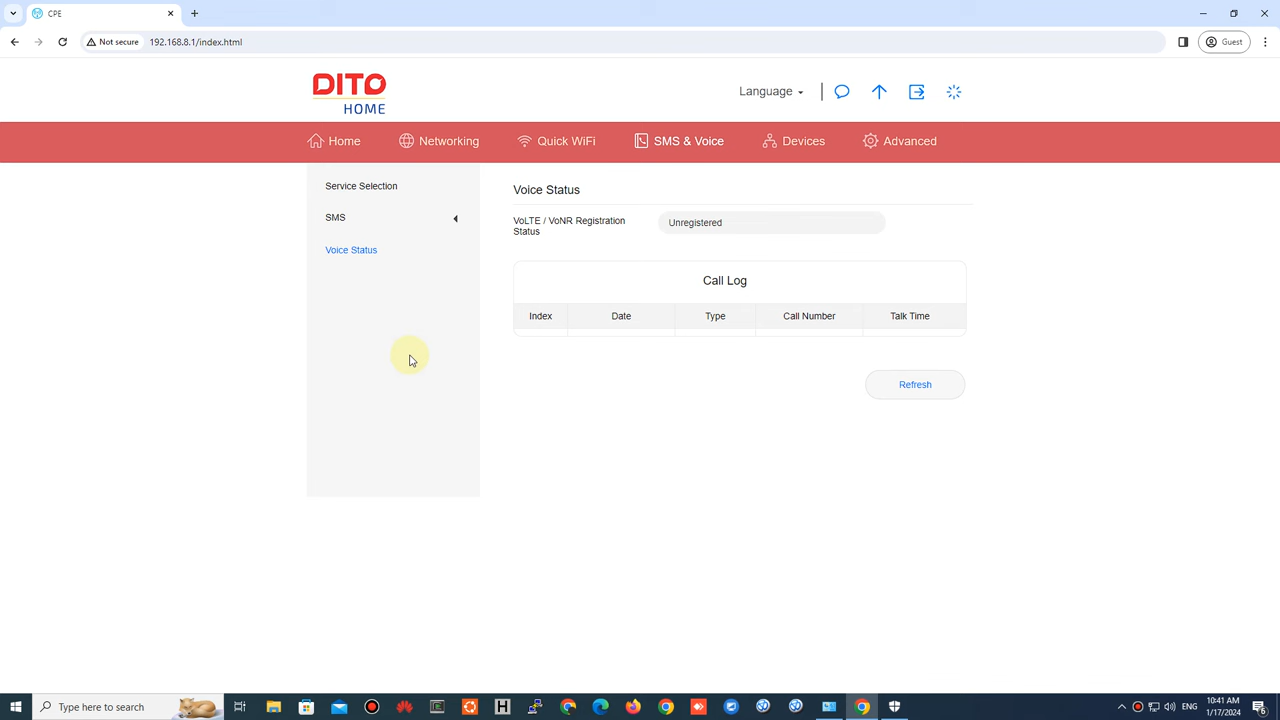 CPE
Not secure
192.168.8.1/index.html
Guest
DITO
HOME
Language
Home
Networking
Quick WiFi
SMS & Voice
Devices
Advanced
Service Selection
SMS
Voice Status
Voice Status
VoLTE / VoNR Registration
Status
Unregistered
Call Log
Index
Date
Type
Call Number
Talk Time
Refresh
Type here to search
H
ENG
10:41 AM
1/17/2024